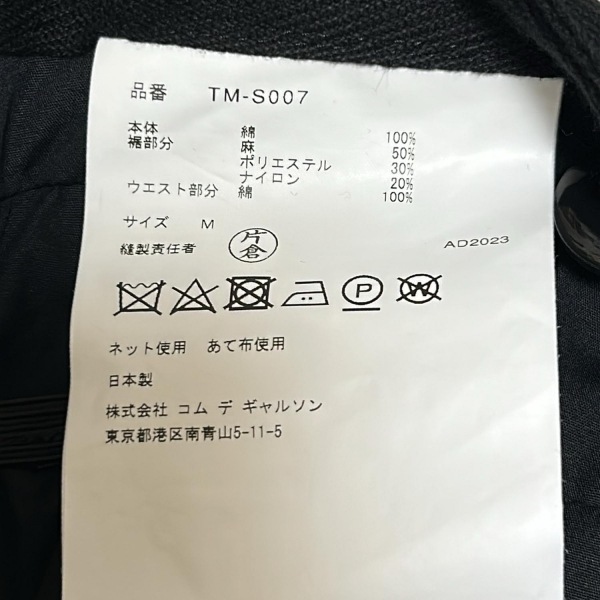 品番 TM-S007
本体 綿 100%
裾部分 麻 50%
ポリエステル 30%
ナイロン 20%
ウエスト部分 綿 100%
サイズ M
縫製責任者 片倉 AD2023
P W
ネット使用 あて布使用
日本製
株式会社 コム デ ギャルソン
東京都港区南青山5-11-5